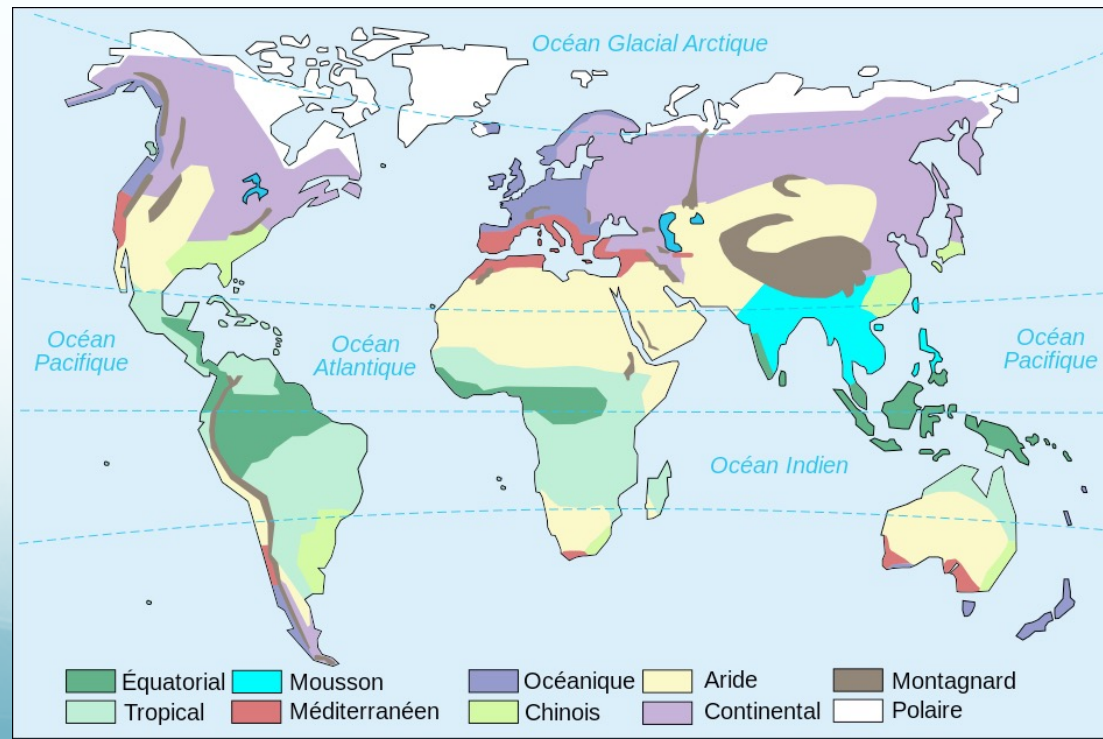 Océan Glacial Arctique
Océan
Pacifique
Océan
Atlantique
Océan
Pacifique
Océan Indien
Équatorial
Mousson
Océanique
Aride
Montagnard
Tropical
Méditerranéen
Chinois
Continental
Polaire